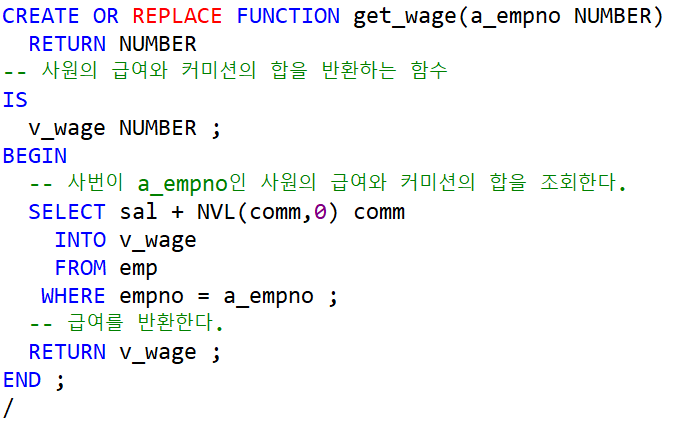 CREATE OR REPLACE FUNCTION get_wage(a_empno NUMBER)
  RETURN NUMBER
-- 사원의 급여와 커미션의 합을 반환하는 함수
IS
  v_wage NUMBER ;
BEGIN
  -- 사번이 a_empno인 사원의 급여와 커미션의 합을 조회한다.
  SELECT sal + NVL(comm,0) comm
    INTO v_wage
    FROM emp
   WHERE empno = a_empno ;
  -- 급여를 반환한다.
  RETURN v_wage ;
END ;
/